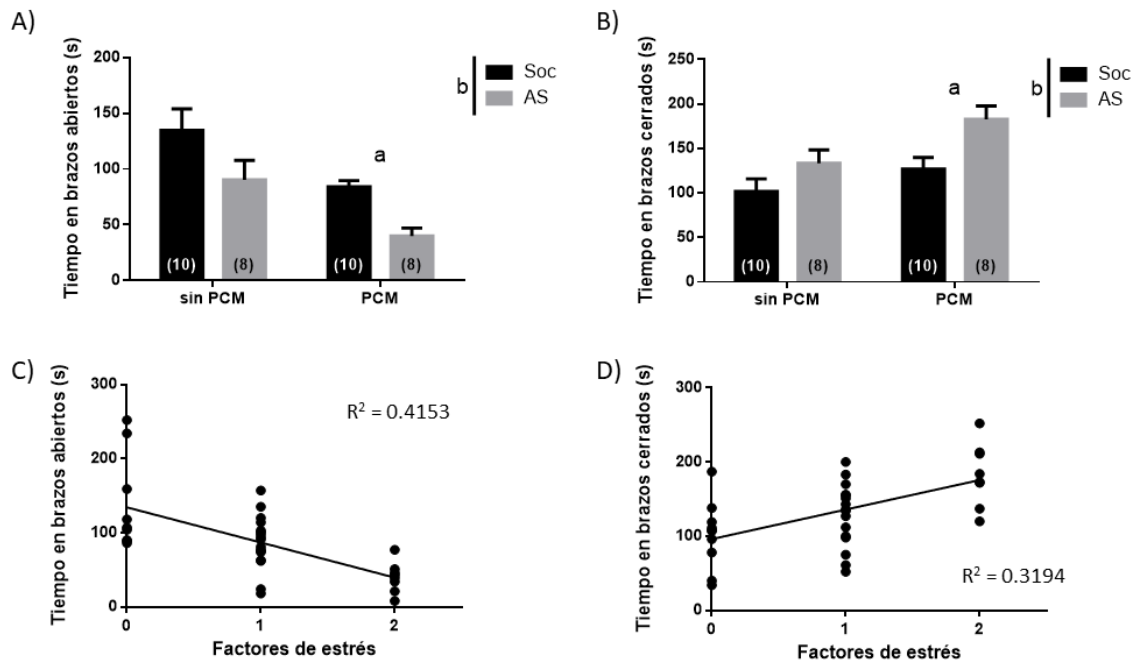 A)
Tiempo en brazos abiertos (s)
200
150
100
50
0
b
Soc
AS
a
(10)
(8)
(10)
(8)
sin PCM
PCM
B)
Tiempo en brazos cerrados (s)
250
200
150
100
50
0
b
Soc
AS
a
(10)
(8)
(10)
(8)
sin PCM
PCM
C)
Tiempo en brazos abiertos (s)
300
200
100
0
R² = 0.4153
0
1
2
Factores de estrés
D)
Tiempo en brazos cerrados (s)
300
200
100
0
R² = 0.3194
0
1
2
Factores de estrés